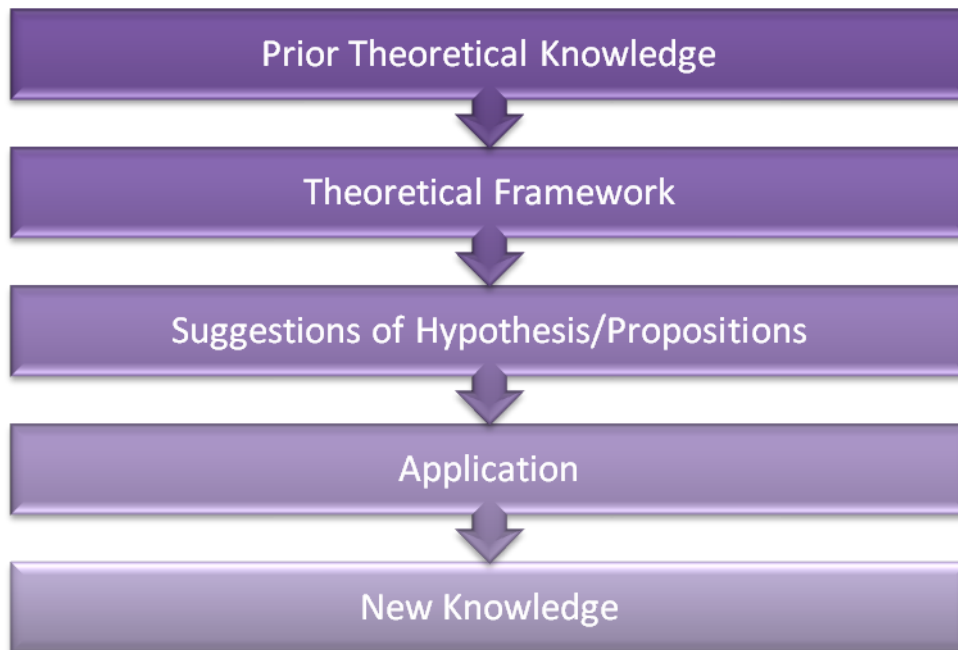 Prior Theoretical Knowledge
Theoretical Framework
Suggestions of Hypothesis/Propositions
Application
New Knowledge